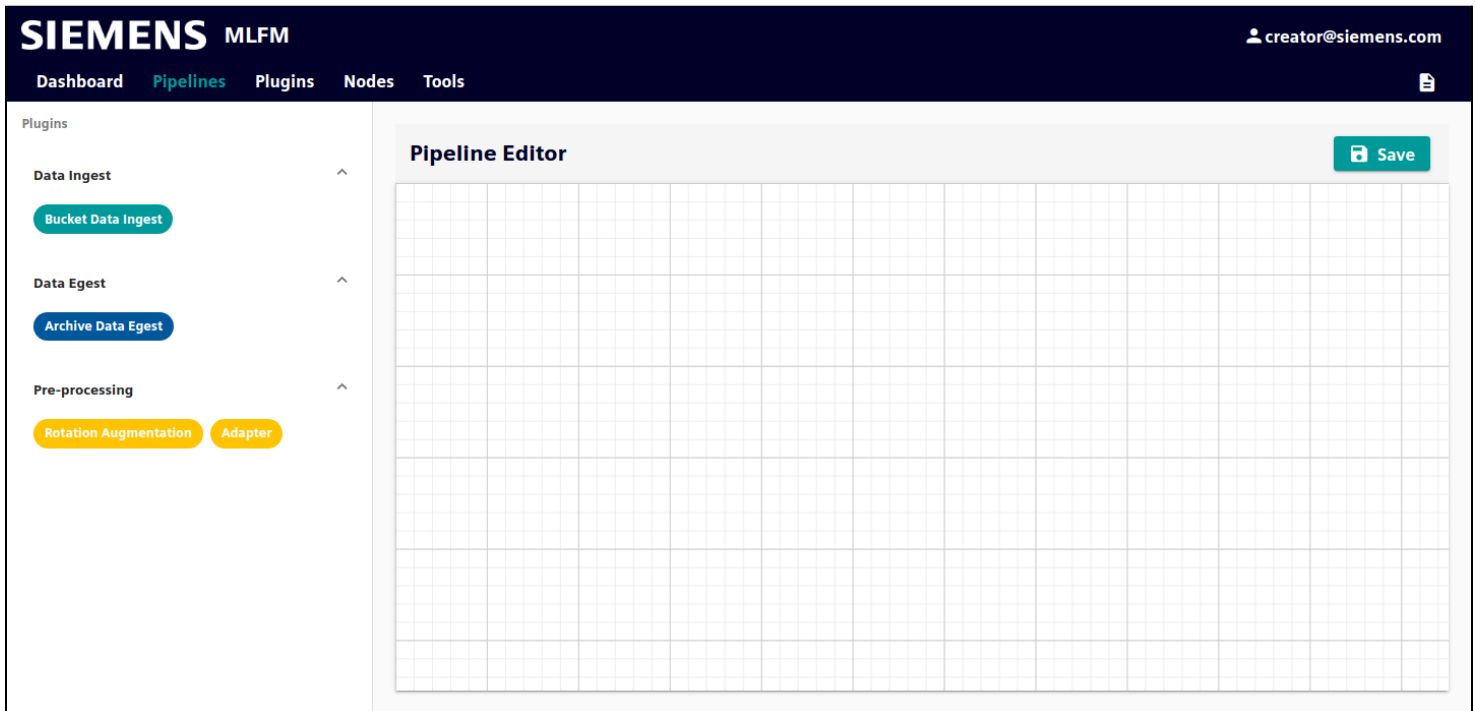 SIEMENS MLFM
creator@siemens.com
Dashboard Pipelines Plugins Nodes Tools
Plugins
Data Ingest
Bucket Data Ingest
Data Egest
Archive Data Egest
Pre-processing
Rotation Augmentation Adapter
Pipeline Editor
Save